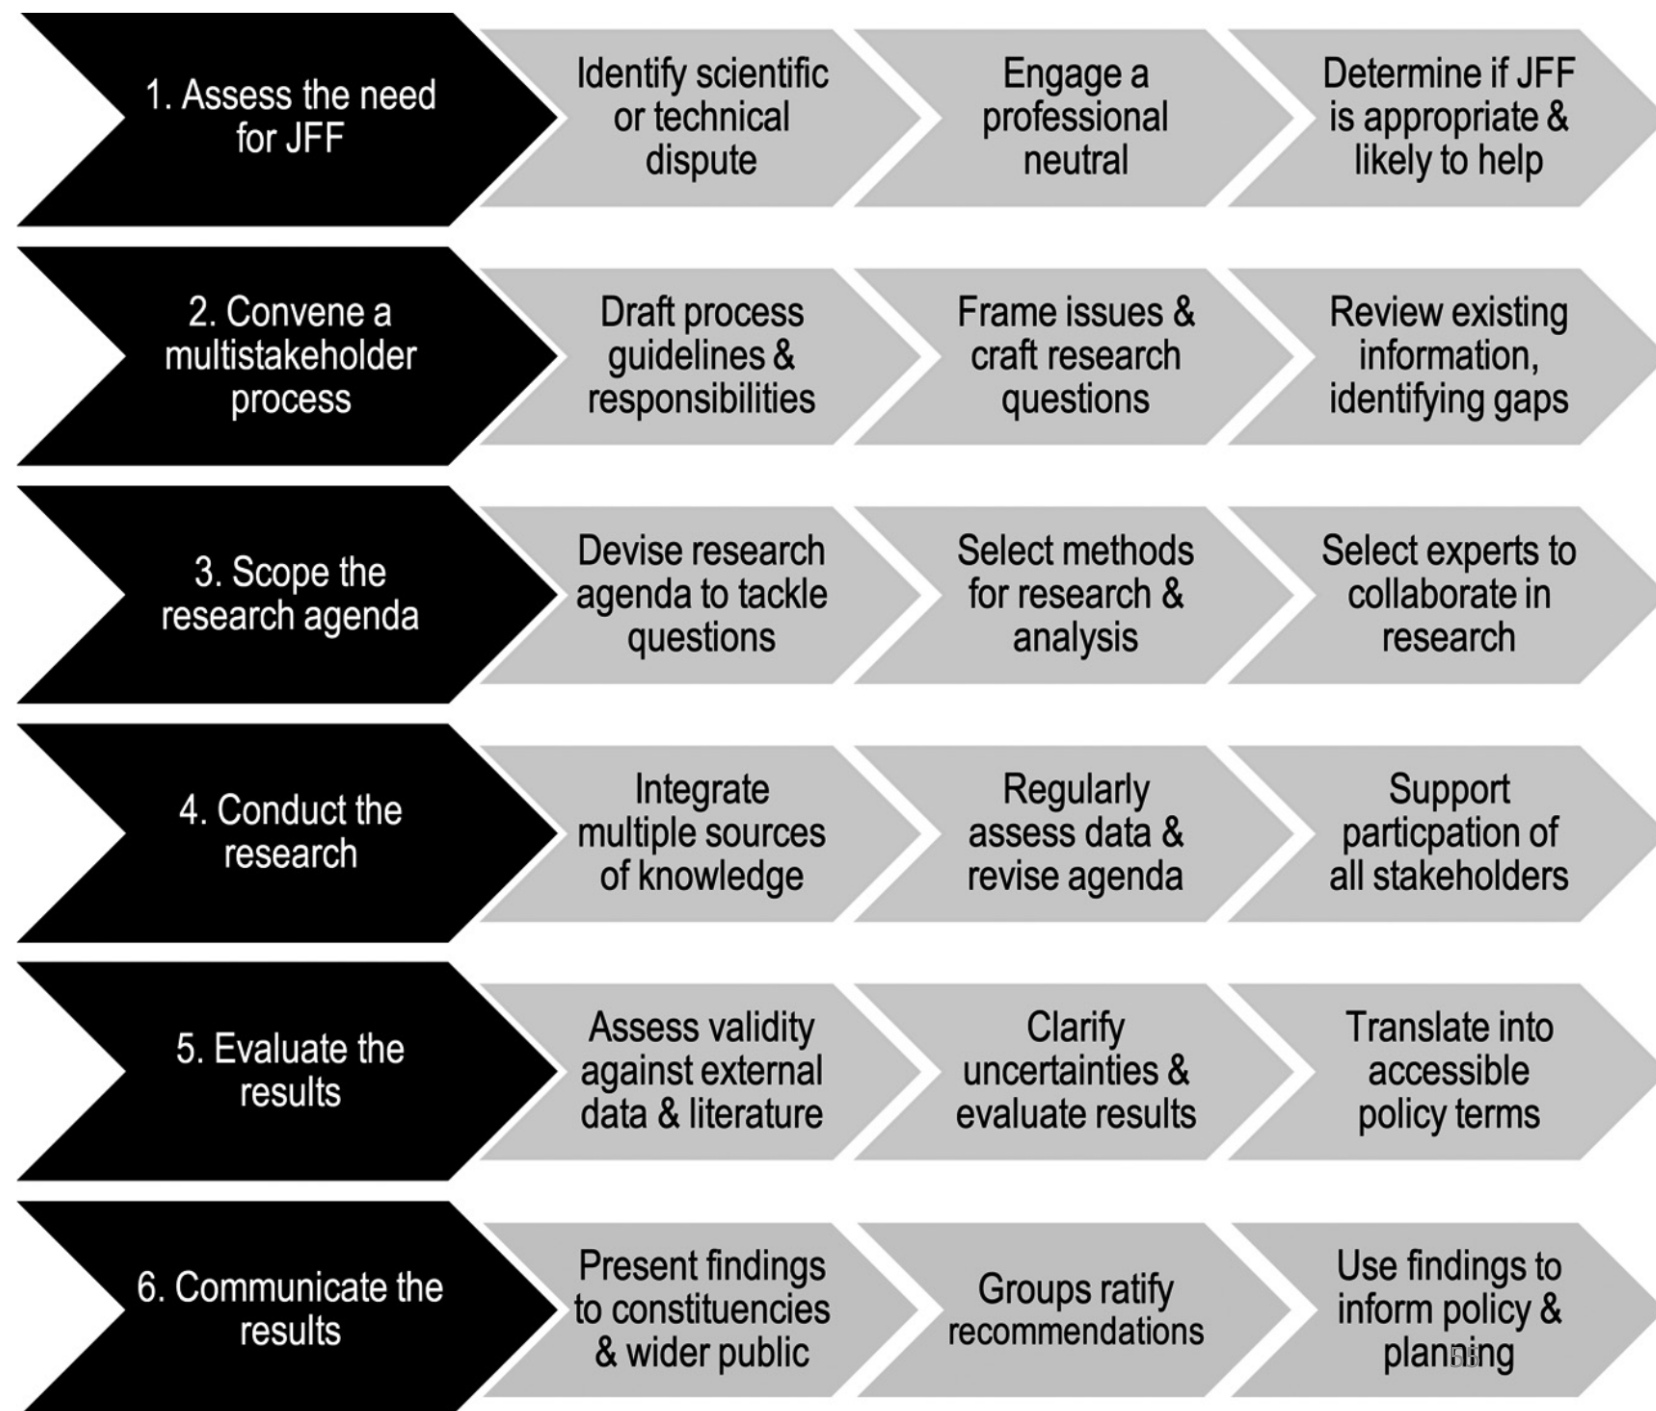 1. Assess the need
for JFF
Identify scientific
or technical
dispute
Engage a
professional
neutral
Determine if JFF
is appropriate &
likely to help
2. Convene a
multistakeholder
process
Draft process
guidelines &
responsibilities
Frame issues &
craft research
questions
Review existing
information,
identifying gaps
3. Scope the
research agenda
Devise research
agenda to tackle
questions
Select methods
for research &
analysis
Select experts to
collaborate in
research
4. Conduct the
research
Integrate
multiple sources
of knowledge
Regularly
assess data &
revise agenda
Support
particpation of
all stakeholders
5. Evaluate the
results
Assess validity
against external
data & literature
Clarify
uncertainties &
evaluate results
Translate into
accessible
policy terms
6. Communicate the
results
Present findings
to constituencies
& wider public
Groups ratify
recommendations
Use findings to
inform policy &
planning
55